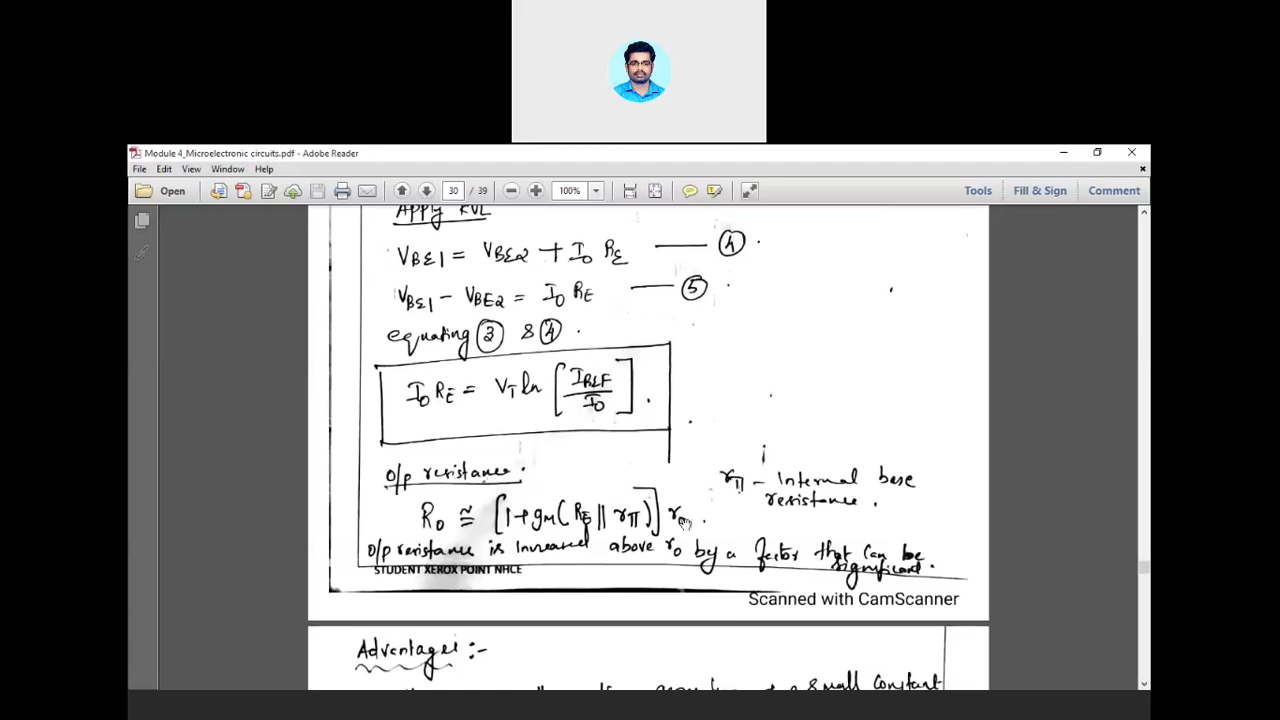 Module 4_Microelectronic circuits.pdf - Adobe Reader
File Edit View Window Help
Open 30 / 39 100% Tools Fill & Sign Comment
Apply KVL
VBE1 = VBE2 + IO RE —— 4
VBE1 - VBE2 = IO RE —— 5
equating 3 & 4 .
IO RE = VT ln [IREF/IO] .
O/p resistance.
rπ - Internal base
resistance .
RO ≅ [1+gm(RE || rπ)] ro .
O/p resistance is increased above ro by a factor that can be
significant.
STUDENT XEROX POINT NHCE
Scanned with CamScanner
Advantages :-
small constant